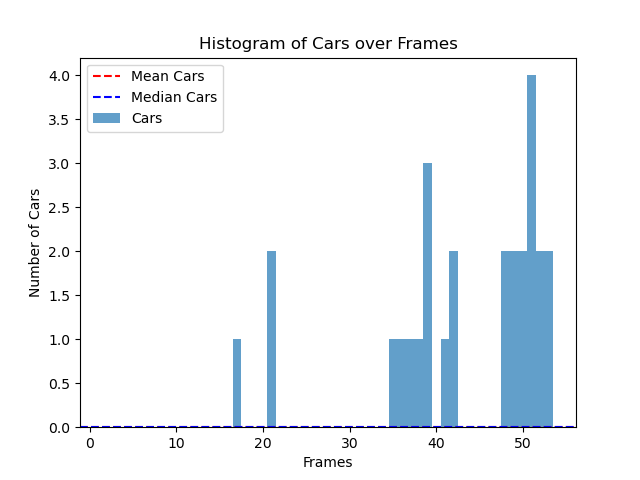 Histogram of Cars over Frames
Mean Cars
Median Cars
Cars
4.0
3.5
3.0
2.5
2.0
1.5
1.0
0.5
0.0
Number of Cars
0 10 20 30 40 50
Frames